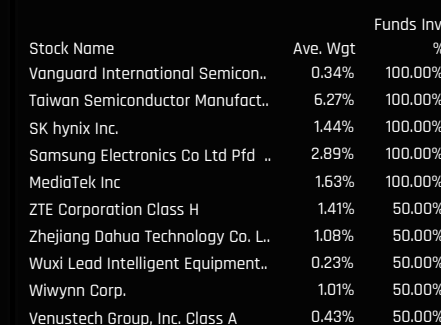 Funds Inv
Stock Name Ave. Wgt %
Vanguard International Semicon.. 0.34% 100.00%
Taiwan Semiconductor Manufact.. 6.27% 100.00%
SK hynix Inc. 1.44% 100.00%
Samsung Electronics Co Ltd Pfd .. 2.89% 100.00%
MediaTek Inc 1.63% 100.00%
ZTE Corporation Class H 1.41% 50.00%
Zhejiang Dahua Technology Co. L.. 1.08% 50.00%
Wuxi Lead Intelligent Equipment.. 0.23% 50.00%
Wiwynn Corp. 1.01% 50.00%
Venustech Group, Inc. Class A 0.43% 50.00%